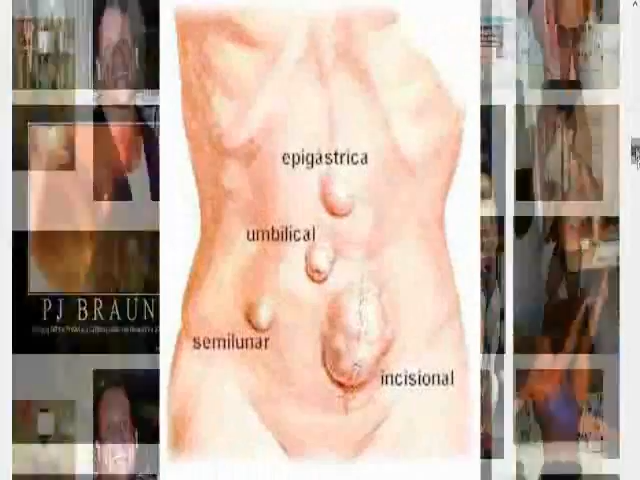 epigastrica
umbilical
PJ BRAUN
semilunar
incisional